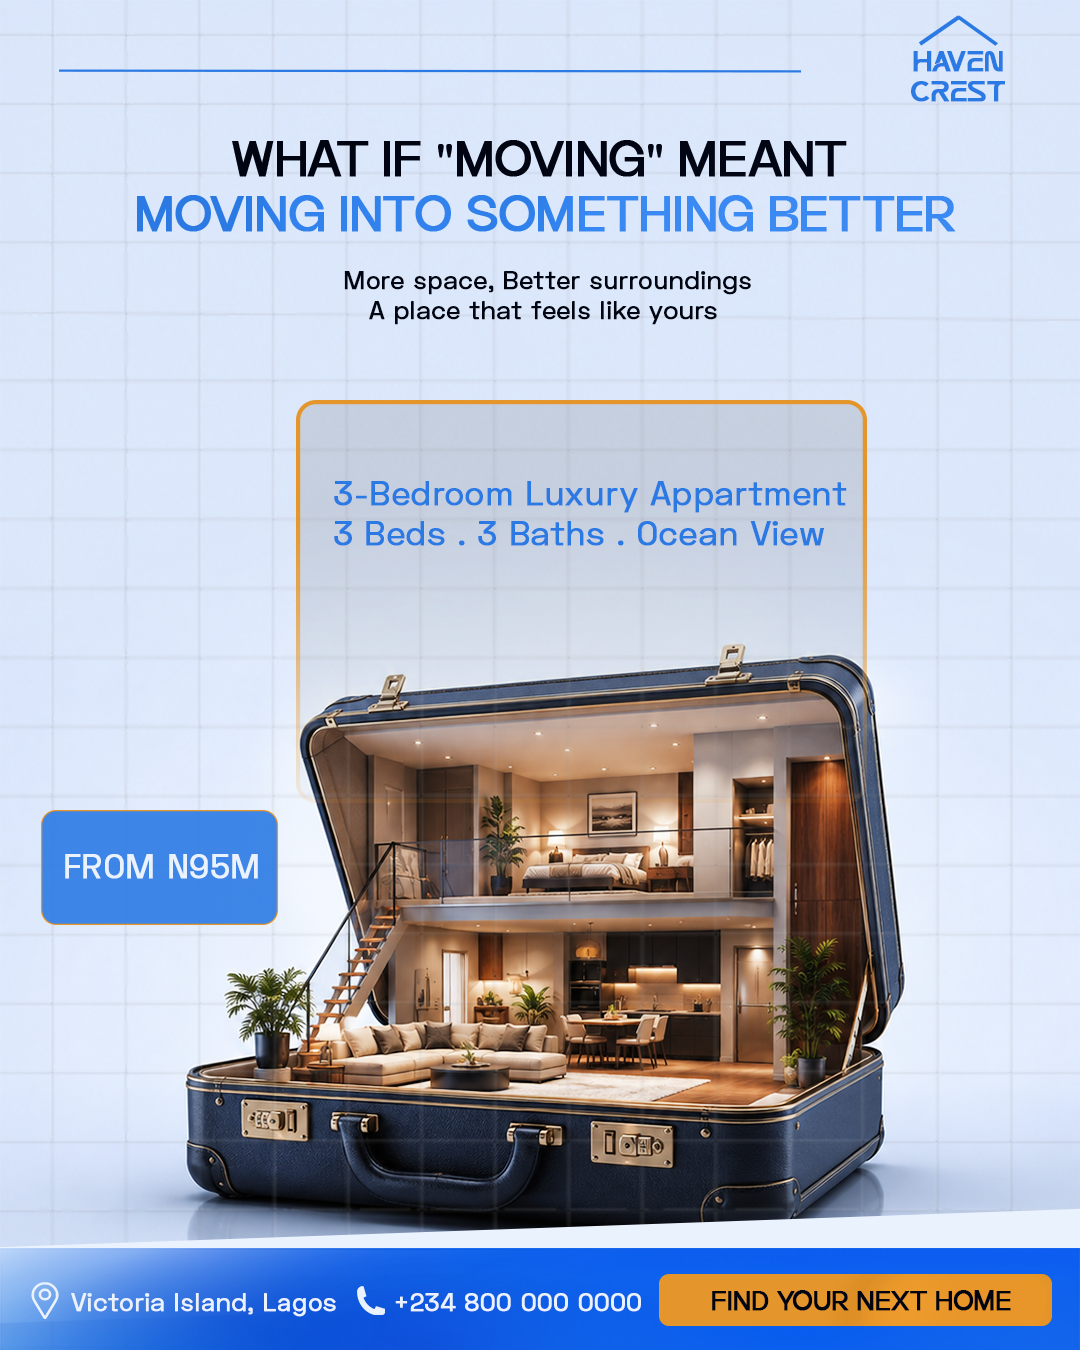 HAVEN
CREST
WHAT IF "MOVING" MEANT
MOVING INTO SOMETHING BETTER
More space, Better surroundings
A place that feels like yours
3-Bedroom Luxury Appartment
3 Beds . 3 Baths . Ocean View
FROM N95M
Victoria Island, Lagos
+234 800 000 0000
FIND YOUR NEXT HOME